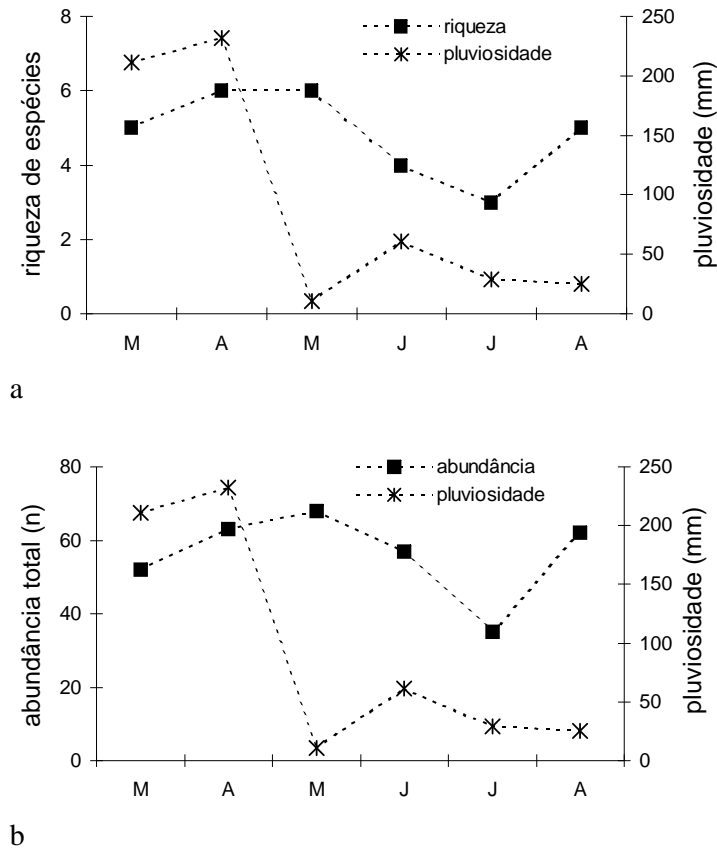 riqueza
pluviosidade
riqueza de espécies
pluviosidade (mm)
8
6
4
2
0
250
200
150
100
50
0
M A M J J A
a
abundância
pluviosidade
abundância total (n)
pluviosidade (mm)
80
60
40
20
0
250
200
150
100
50
0
M A M J J A
b